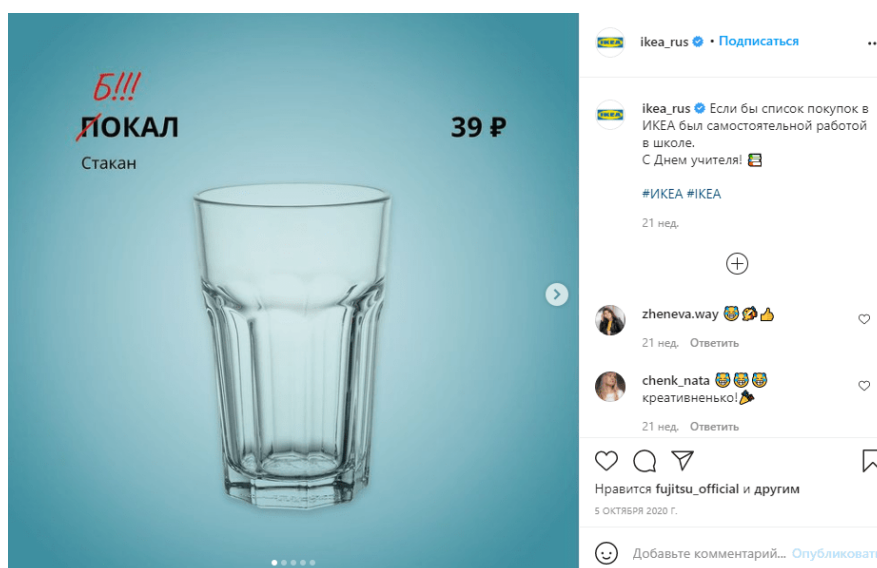 Б!!!
ПОКАЛ
39 ₽
Стакан
IKEA
ikea_rus • Подписаться
IKEA
ikea_rus Если бы список покупок в
ИКЕА был самостоятельной работой
в школе.
С Днем учителя!
#ИКЕА #IKEA
21 нед.
zheneva.way
21 нед. Ответить
chenk_nata
креативненько!
21 нед. Ответить
Нравится fujitsu_official и другим
5 ОКТЯБРЯ 2020 Г.
Добавьте комментарий... Опубликовать